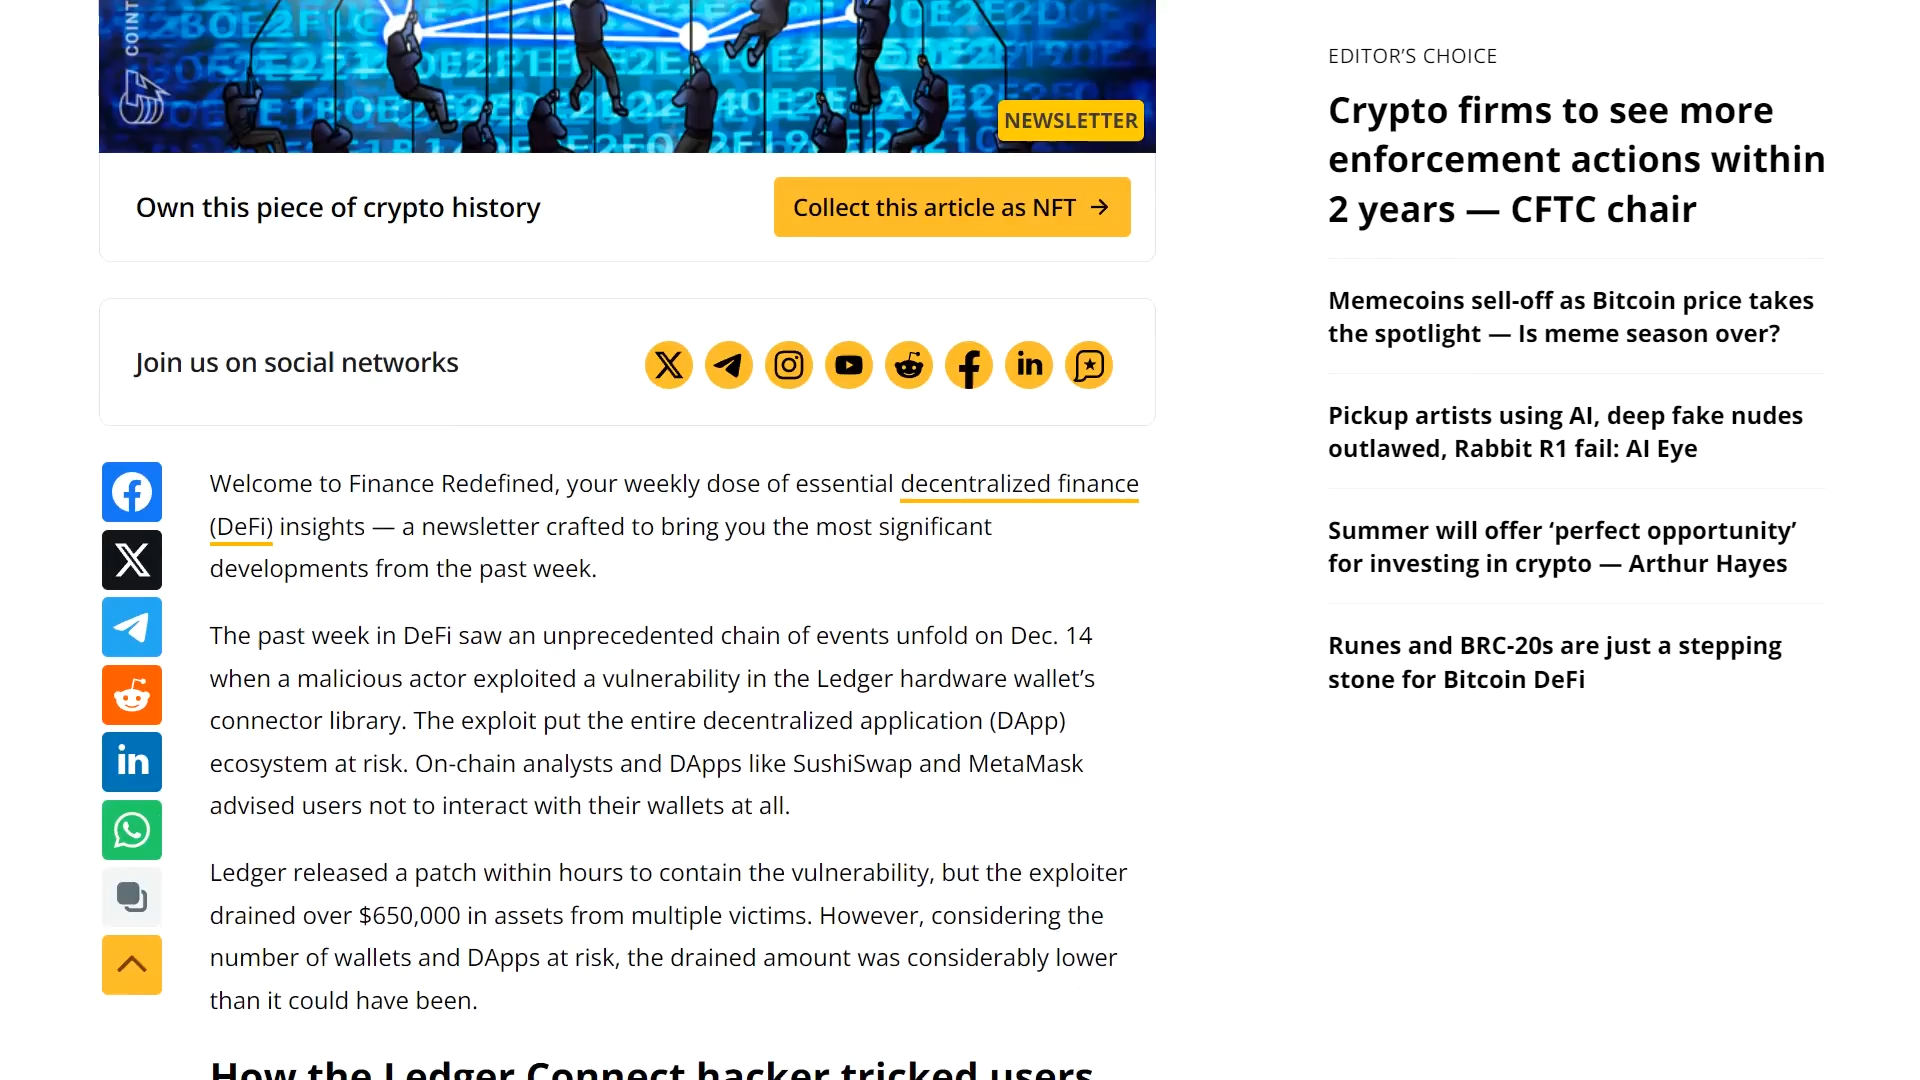 COINT
NEWSLETTER
Own this piece of crypto history
Collect this article as NFT
Join us on social networks
Welcome to Finance Redefined, your weekly dose of essential decentralized finance
(DeFi) insights — a newsletter crafted to bring you the most significant
developments from the past week.
The past week in DeFi saw an unprecedented chain of events unfold on Dec. 14
when a malicious actor exploited a vulnerability in the Ledger hardware wallet’s
connector library. The exploit put the entire decentralized application (DApp)
ecosystem at risk. On-chain analysts and DApps like SushiSwap and MetaMask
advised users not to interact with their wallets at all.
Ledger released a patch within hours to contain the vulnerability, but the exploiter
drained over $650,000 in assets from multiple victims. However, considering the
number of wallets and DApps at risk, the drained amount was considerably lower
than it could have been.
How the Ledger Connect hacker tricked users
EDITOR’S CHOICE
Crypto firms to see more
enforcement actions within
2 years — CFTC chair
Memecoins sell-off as Bitcoin price takes
the spotlight — Is meme season over?
Pickup artists using AI, deep fake nudes
outlawed, Rabbit R1 fail: AI Eye
Summer will offer ‘perfect opportunity’
for investing in crypto — Arthur Hayes
Runes and BRC-20s are just a stepping
stone for Bitcoin DeFi